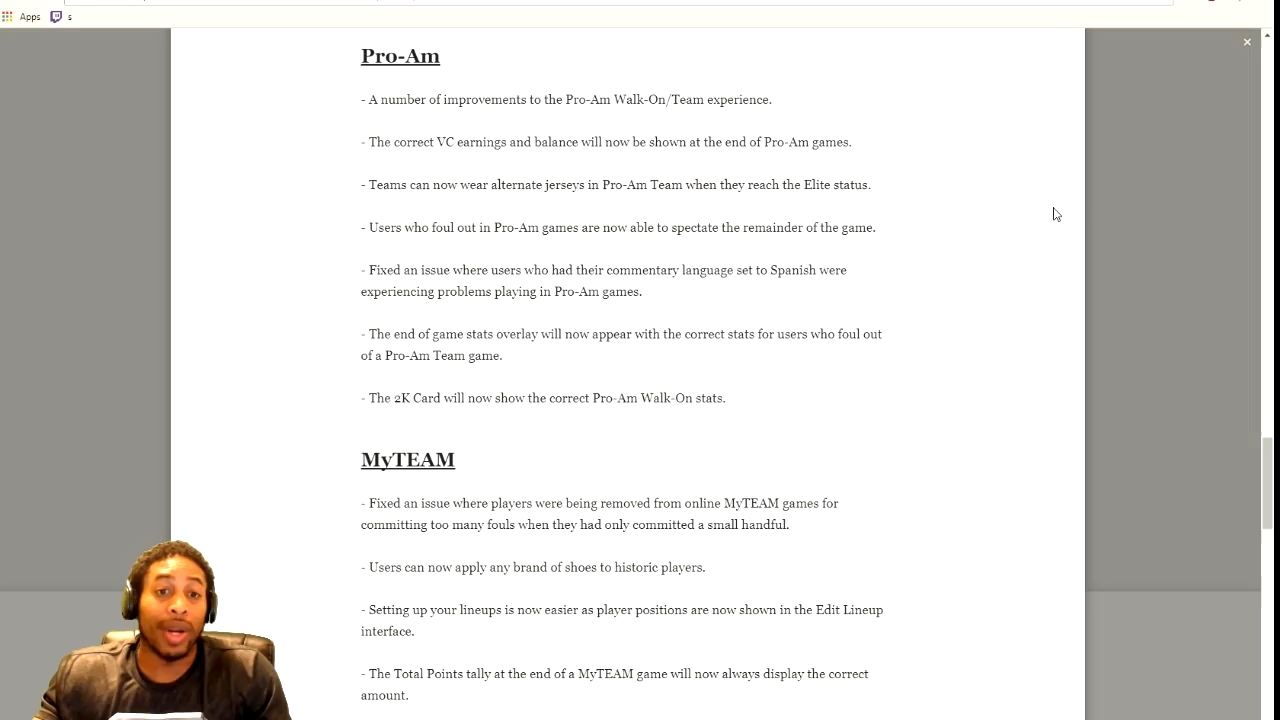 Apps
s
Pro-Am
- A number of improvements to the Pro-Am Walk-On/Team experience.
- The correct VC earnings and balance will now be shown at the end of Pro-Am games.
- Teams can now wear alternate jerseys in Pro-Am Team when they reach the Elite status.
- Users who foul out in Pro-Am games are now able to spectate the remainder of the game.
- Fixed an issue where users who had their commentary language set to Spanish were
experiencing problems playing in Pro-Am games.
- The end of game stats overlay will now appear with the correct stats for users who foul out
of a Pro-Am Team game.
- The 2K Card will now show the correct Pro-Am Walk-On stats.
MyTEAM
- Fixed an issue where players were being removed from online MyTEAM games for
committing too many fouls when they had only committed a small handful.
- Users can now apply any brand of shoes to historic players.
- Setting up your lineups is now easier as player positions are now shown in the Edit Lineup
interface.
- The Total Points tally at the end of a MyTEAM game will now always display the correct
amount.